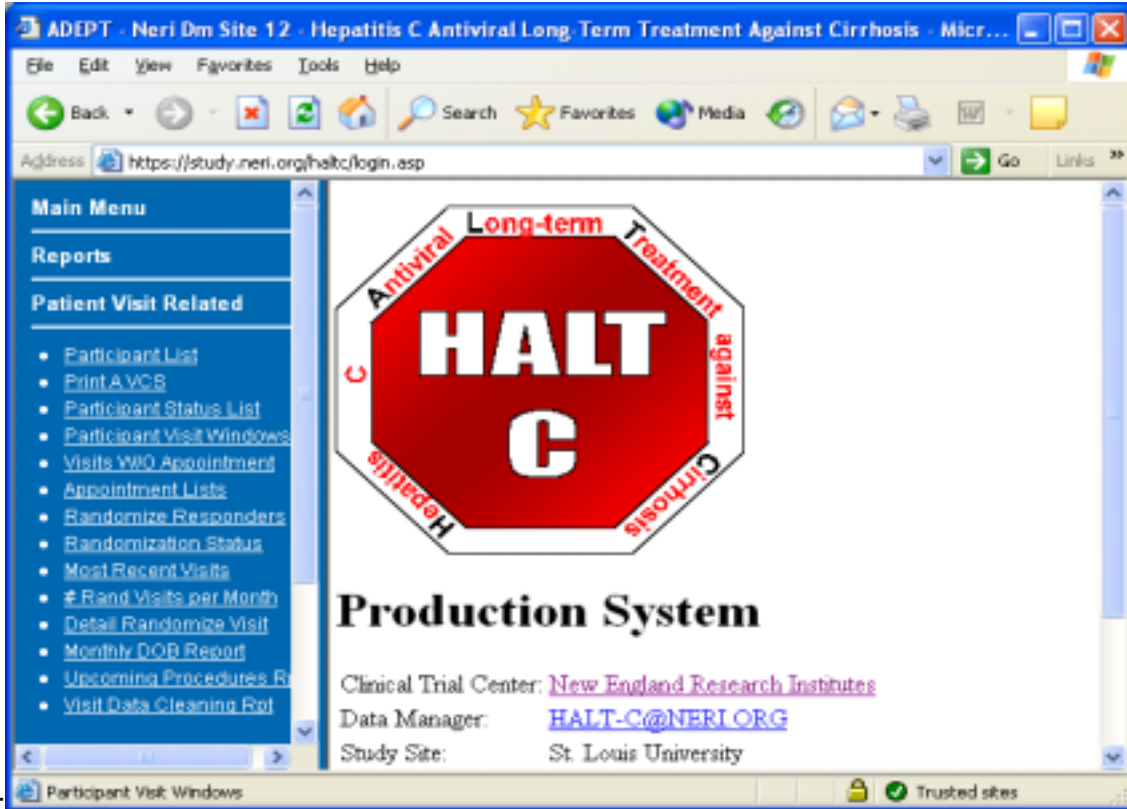 ADEPT - Neri Dm Site 12 - Hepatitis C Antiviral Long-Term Treatment Against Cirrhosis - Micr...
File Edit View Favorites Tools Help
Back Search Favorites Media
Address https://study.neri.org/haltc/login.asp Go Links »
Main Menu
Reports
Patient Visit Related
Participant List
Print A VCS
Participant Status List
Participant Visit Windows
Visits W/O Appointment
Appointment Lists
Randomize Responders
Randomization Status
Most Recent Visits
# Rand Visits per Month
Detail Randomize Visit
Monthly DOB Report
Upcoming Procedures R
Visit Data Cleaning Rpt
Hepatitis C Antiviral Long-term Treatment against Cirrhosis
HALT
C
Production System
Clinical Trial Center: New England Research Institutes
Data Manager: HALT-C@NERI.ORG
Study Site: St. Louis University
Participant Visit Windows Trusted sites